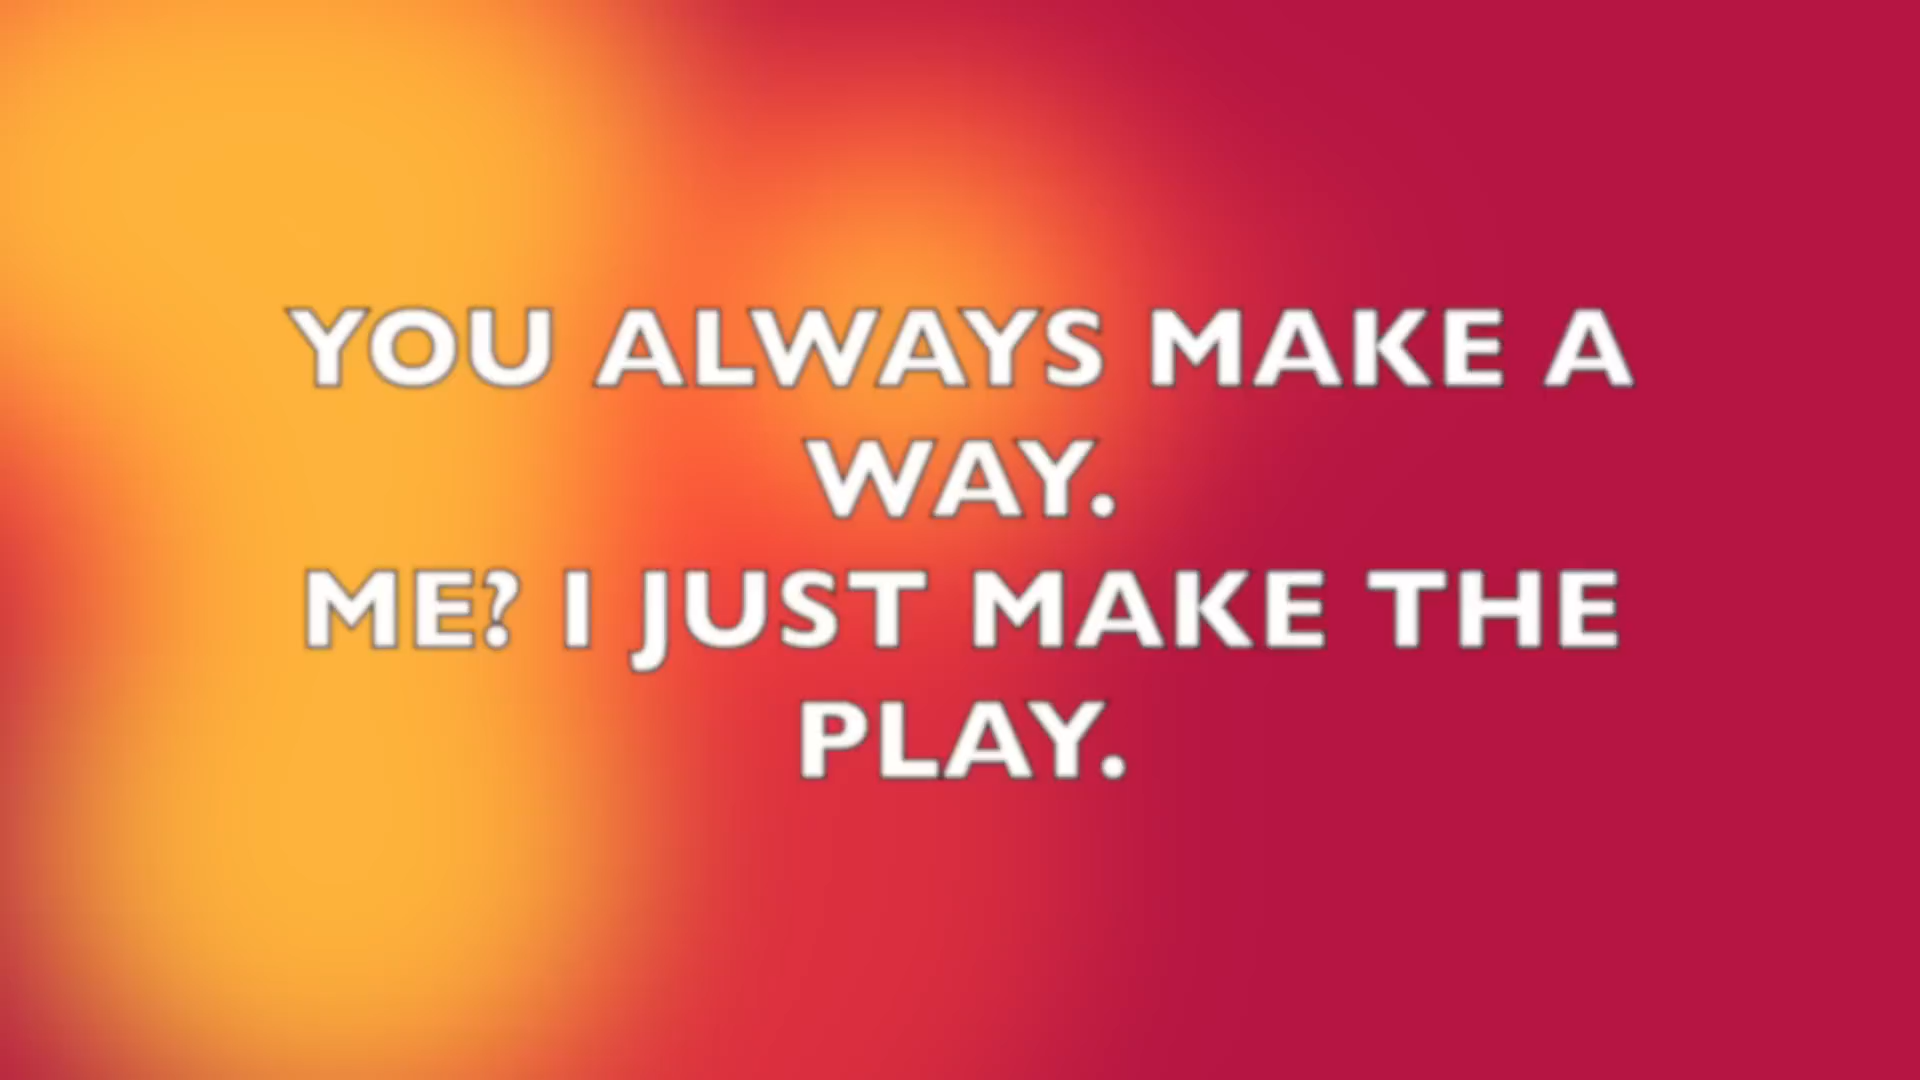 YOU ALWAYS MAKE A
WAY.
ME? I JUST MAKE THE
PLAY.